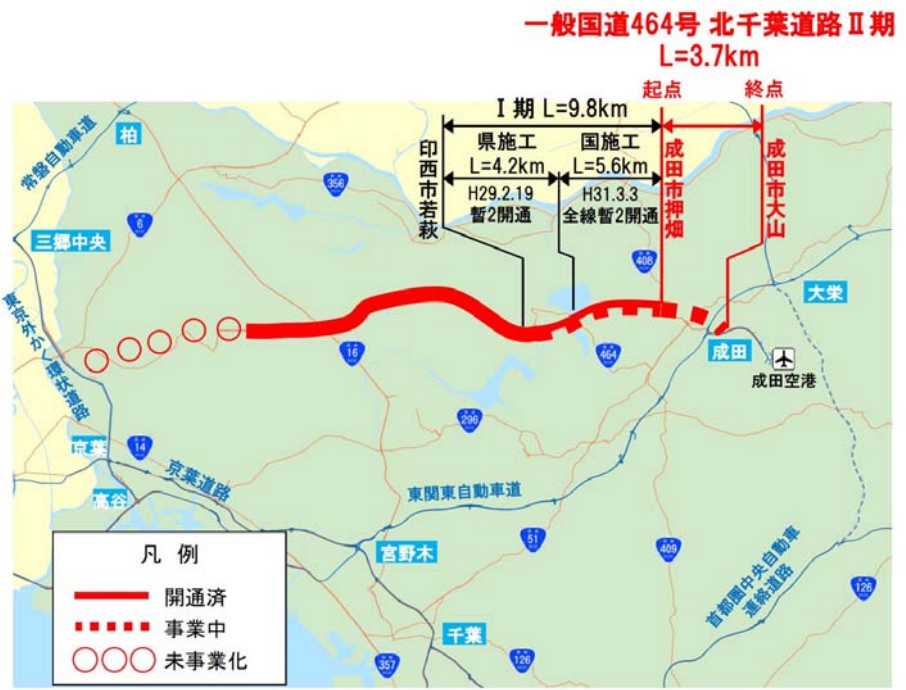 一般国道464号 北千葉道路Ⅱ期
L=3.7km
起点
終点
Ⅰ期 L=9.8km
県施工
L=4.2km
国施工
L=5.6km
H29.2.19
暫2開通
H31.3.3
全線暫2開通
印西市若萩
成田市押畑
成田市大山
柏
常磐自動車道
356
6
三郷中央
408
大栄
東京外かく環状道路
16
464
成田
成田空港
296
14
京葉
京葉道路
高谷
東関東自動車道
51
409
宮野木
首都圏中央自動車
連絡道路
126
千葉
357
126
凡 例
開通済
事業中
未事業化